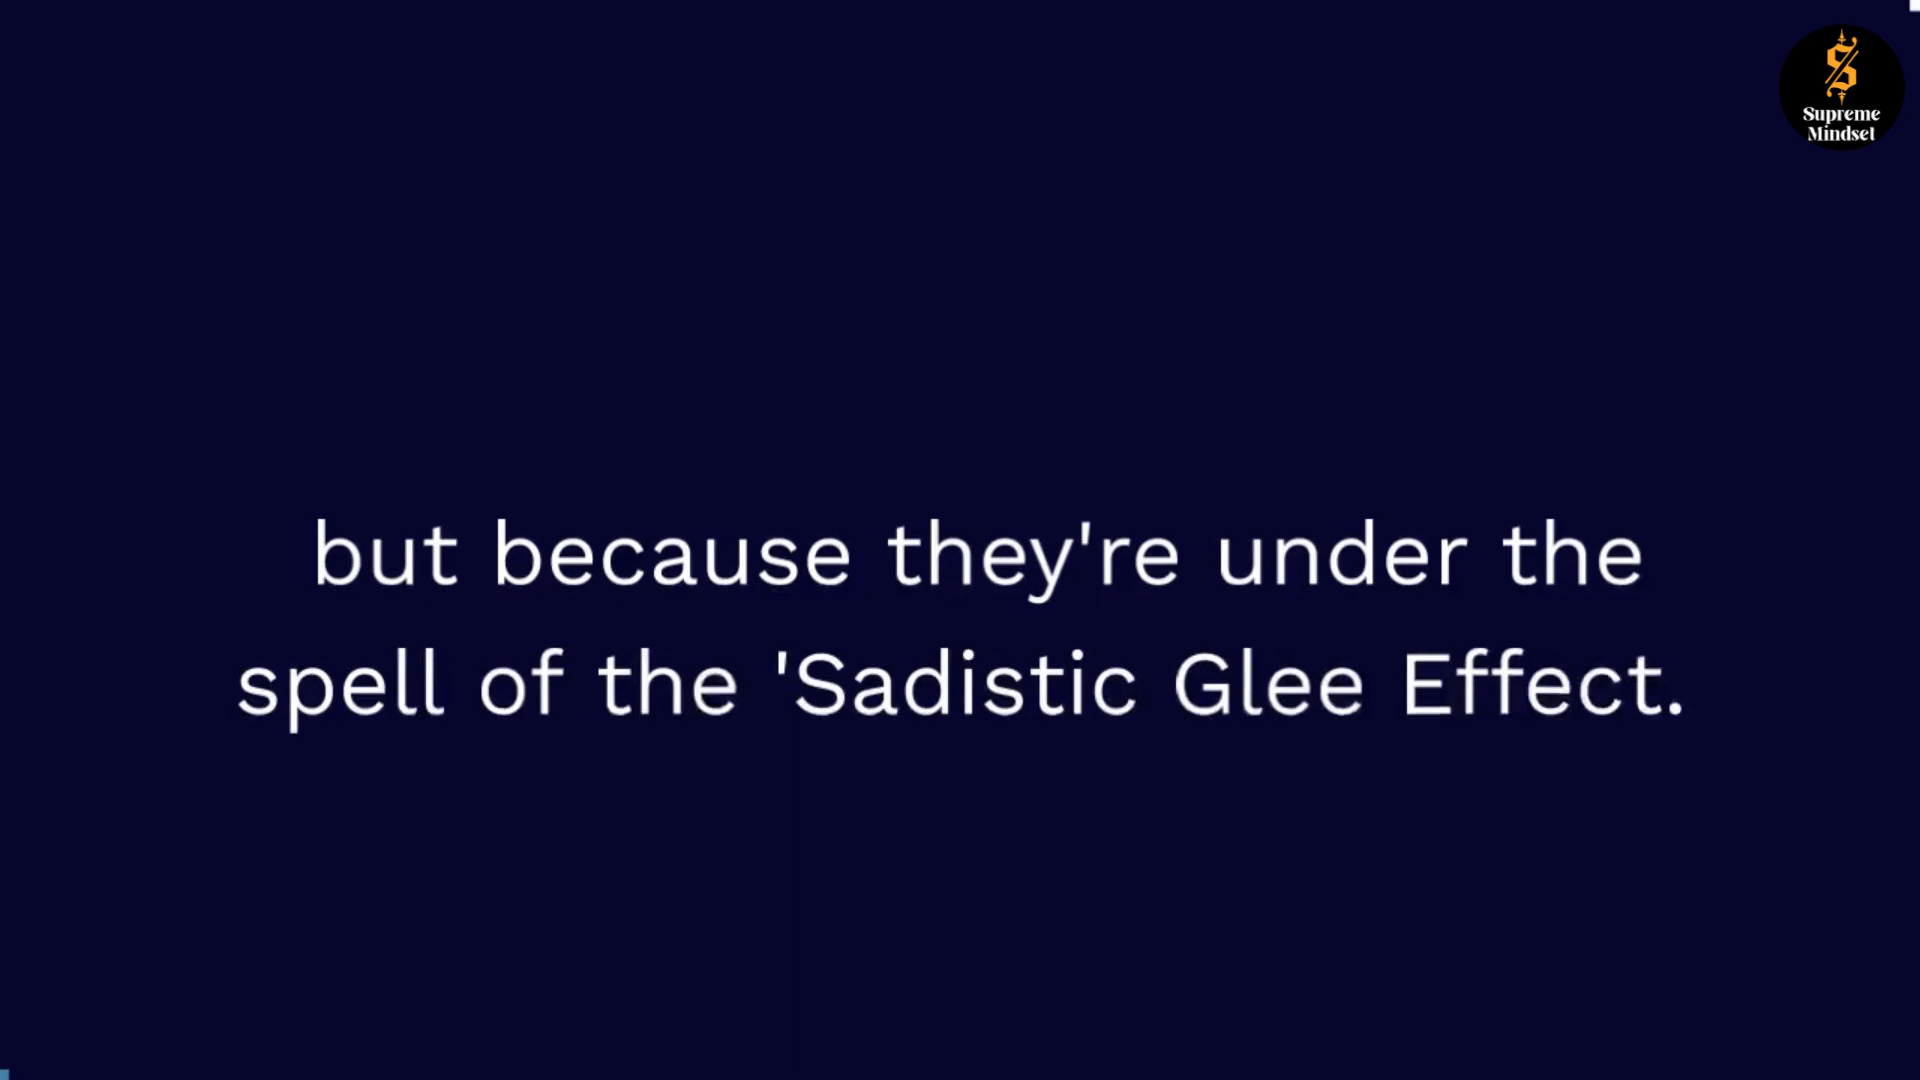 Supreme
Mindset
but because they're under the
spell of the 'Sadistic Glee Effect.